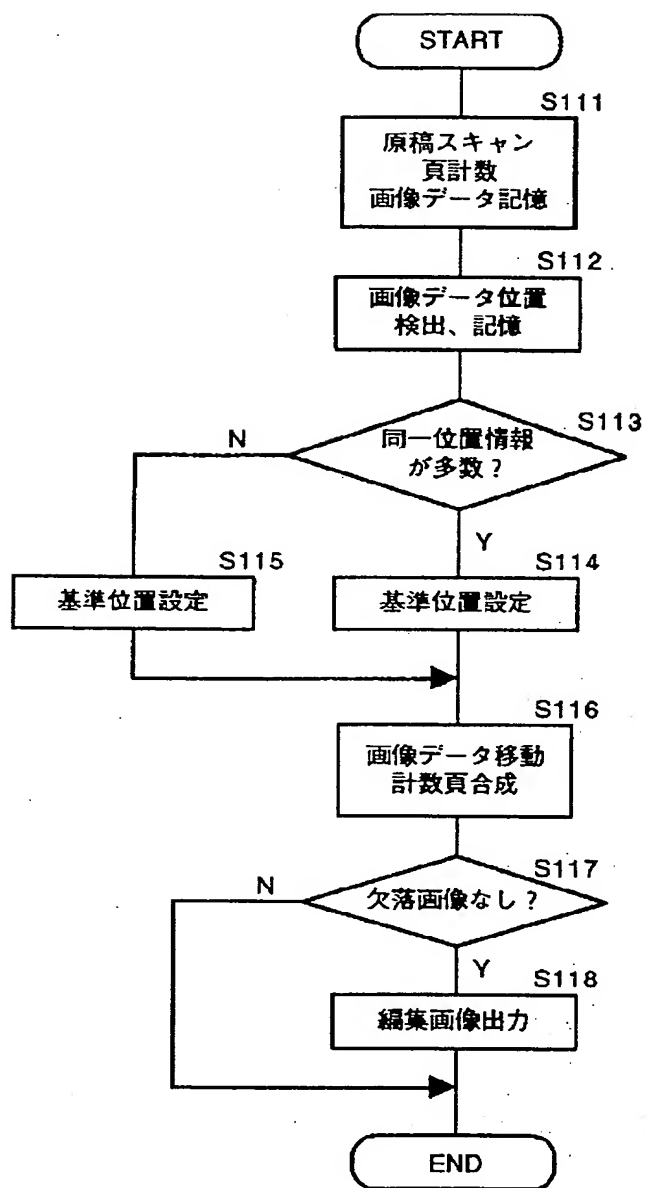 START
S111
原稿スキャン
頁計数
画像データ記憶
S112
画像データ位置
検出、記憶
S113
同一位置情報
が多数？
N
Y
S115
基準位置設定
S114
基準位置設定
S116
画像データ移動
計数頁合成
S117
欠落画像なし？
N
Y
S118
編集画像出力
END